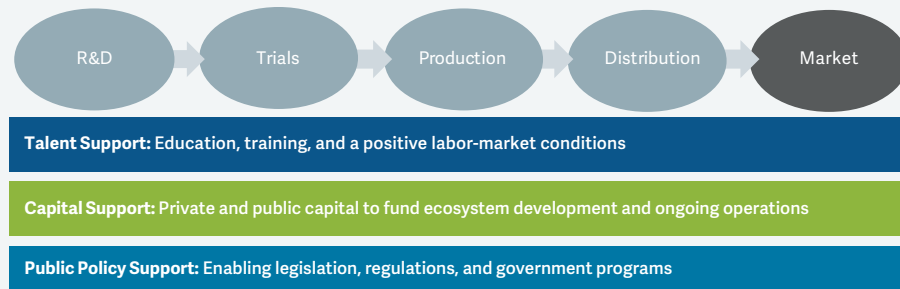 R&D Trials Production Distribution Market
Talent Support: Education, training, and a positive labor-market conditions
Capital Support: Private and public capital to fund ecosystem development and ongoing operations
Public Policy Support: Enabling legislation, regulations, and government programs